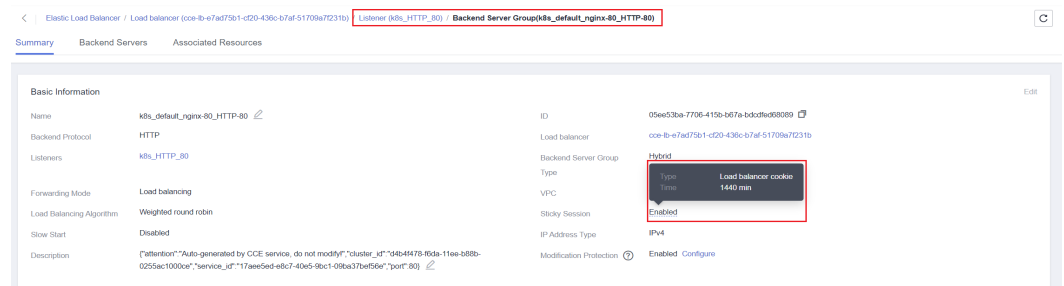 Elastic Load Balancer / Load balancer (cce-lb-e7ad75b1-cf20-436c-b7af-51709a7f231b) / Listener (k8s_HTTP_80) / Backend Server Group(k8s_default_nginx-80_HTTP-80)
Summary Backend Servers Associated Resources
Basic Information Edit
Name k8s_default_nginx-80_HTTP-80 ID 05ee53ba-7706-415b-b67a-bdcdfed68089
Backend Protocol HTTP Load balancer cce-lb-e7ad75b1-cf20-436c-b7af-51709a7f231b
Listeners k8s_HTTP_80 Backend Server Group Type Hybrid
Type Load balancer cookie
Time 1440 min
Forwarding Mode Load balancing VPC
Load Balancing Algorithm Weighted round robin Sticky Session Enabled
Slow Start Disabled IP Address Type IPv4
Description {"attention":"Auto-generated by CCE service, do not modify!","cluster_id":"d4b4f478-f6da-11ee-b88b-
0255ac1000ce","service_id":"17aee5ed-e8c7-40e5-9bc1-09ba37bef56e","port":80} Modification Protection Enabled Configure